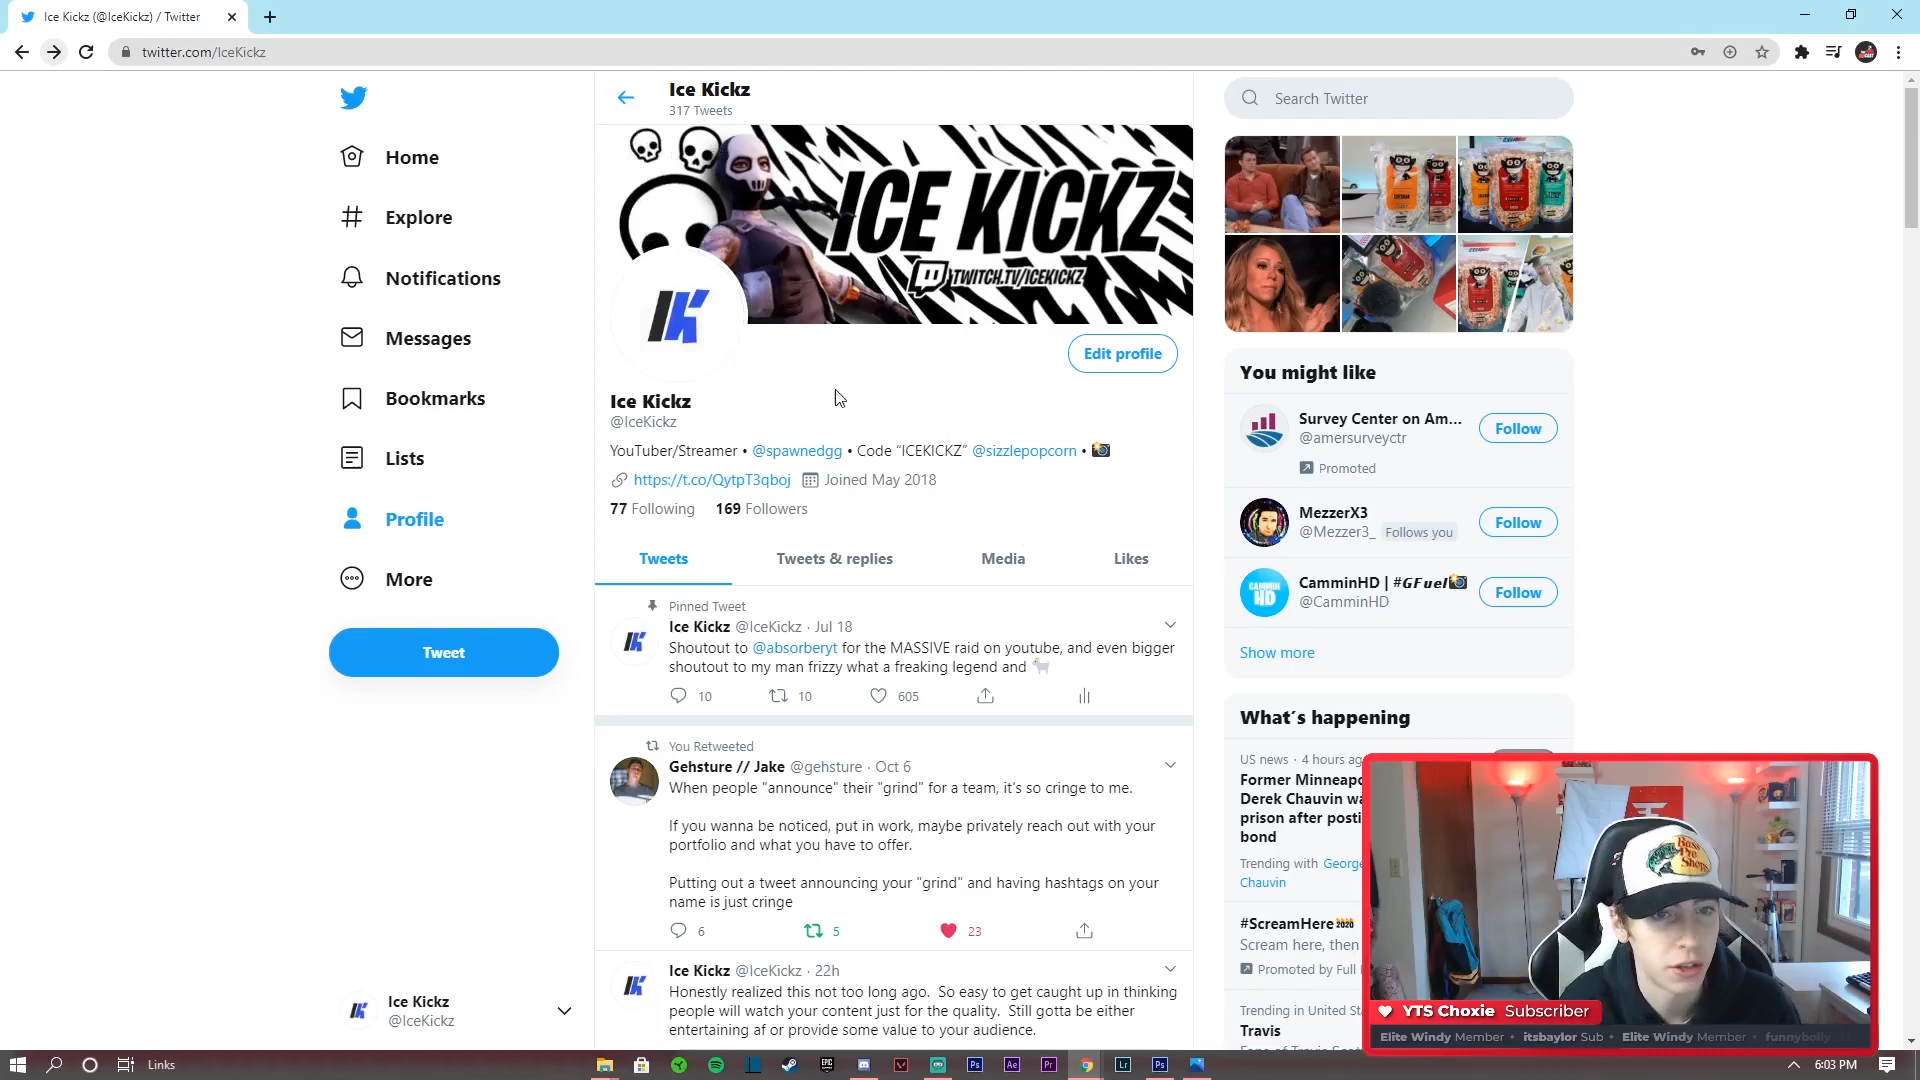 Ice Kickz (@IceKickz) / Twitter
twitter.com/IceKickz
Ice Kickz
317 Tweets
Search Twitter
Home
Explore
Notifications
Messages
Bookmarks
Lists
Profile
More
Tweet
ICE KICKZ
TWITCH.TV/ICEKICKZ
IK
Edit profile
Ice Kickz
@IceKickz
YouTuber/Streamer • @spawnedgg • Code “ICEKICKZ” @sizzlepopcorn •
https://t.co/QytpT3qboj Joined May 2018
77 Following 169 Followers
Tweets Tweets & replies Media Likes
Pinned Tweet
Ice Kickz @IceKickz · Jul 18
Shoutout to @absorberyt for the MASSIVE raid on youtube, and even bigger
shoutout to my man frizzy what a freaking legend and
10 10 605
You Retweeted
Gehsture // Jake @gehsture · Oct 6
When people "announce" their "grind" for a team, it's so cringe to me.
If you wanna be noticed, put in work, maybe privately reach out with your
portfolio and what you have to offer.
Putting out a tweet announcing your "grind" and having hashtags on your
name is just cringe
6 5 23
Ice Kickz @IceKickz · 22h
Honestly realized this not too long ago. So easy to get caught up in thinking
people will watch your content just for the quality. Still gotta be either
entertaining af or provide some value to your audience.
You might like
Survey Center on Am...
@amersurveyctr
Promoted
Follow
MezzerX3
@Mezzer3_ Follows you
Follow
CAMMIN HD
CamminHD | #GFuel
@CamminHD
Follow
Show more
What's happening
US news · 4 hours ag
Former Minneapo
Derek Chauvin wa
prison after posti
bond
Trending with George
Chauvin
#ScreamHere
Scream here, then
Promoted by Full
Trending in United St
Travis
Bass Pro Shops
YTS Choxie Subscriber
Elite Windy Member • itsbaylor Sub • Elite Windy Member • funnybolly
Ice Kickz
@IceKickz
Links
6:03 PM